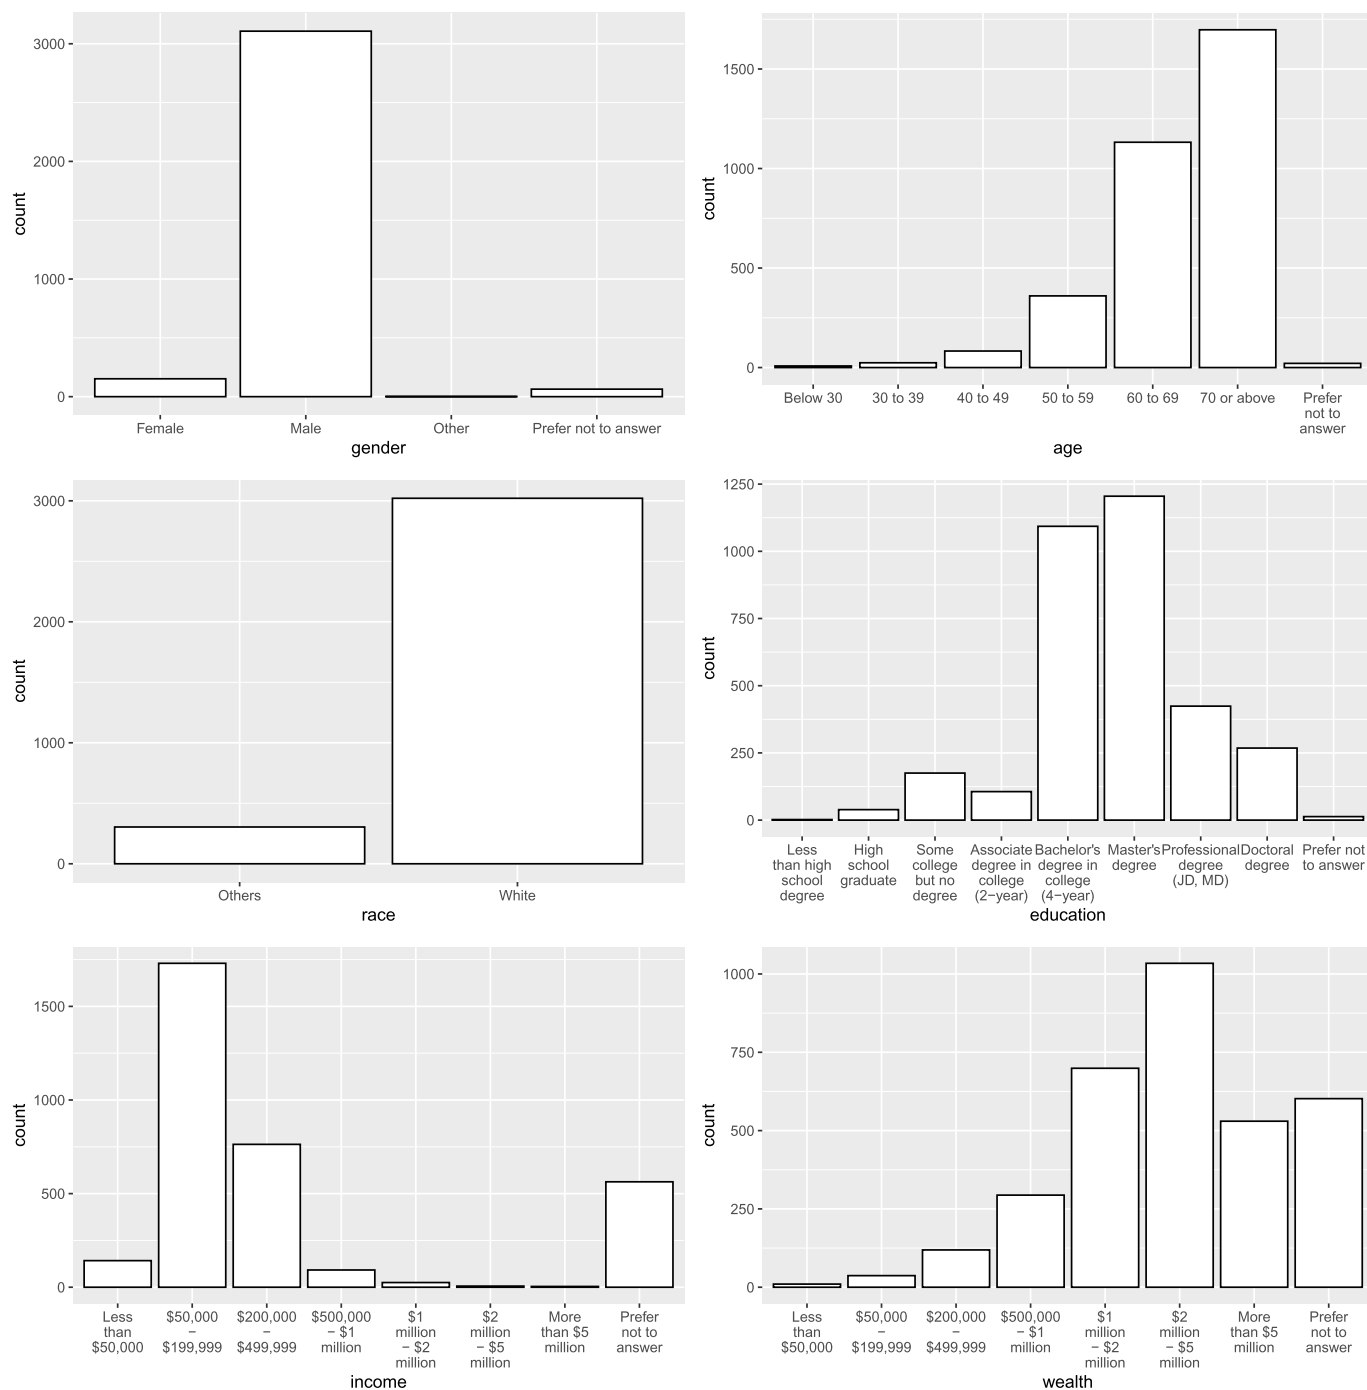 3000
2000
1000
0
count
Female Male Other Prefer not to answer
gender
1500
1000
500
0
count
Below 30 30 to 39 40 to 49 50 to 59 60 to 69 70 or above Prefer
not to
answer
age
3000
2000
1000
0
count
Others White
race
1250
1000
750
500
250
0
count
Less High Some Associate Bachelor's Master's Professional Doctoral Prefer not
than high school college degree in degree in degree degree degree to answer
school graduate but no college college (JD, MD)
degree degree (2−year) (4−year)
education
1500
1000
500
0
count
Less $50,000 $200,000 $500,000 $1 $2 More Prefer
than − − − $1 million million than $5 not to
$50,000 $199,999 $499,999 million − $2 − $5 million answer
million million
income
1000
750
500
250
0
count
Less $50,000 $200,000 $500,000 $1 $2 More Prefer
than − − − $1 million million than $5 not to
$50,000 $199,999 $499,999 million − $2 − $5 million answer
million million
wealth